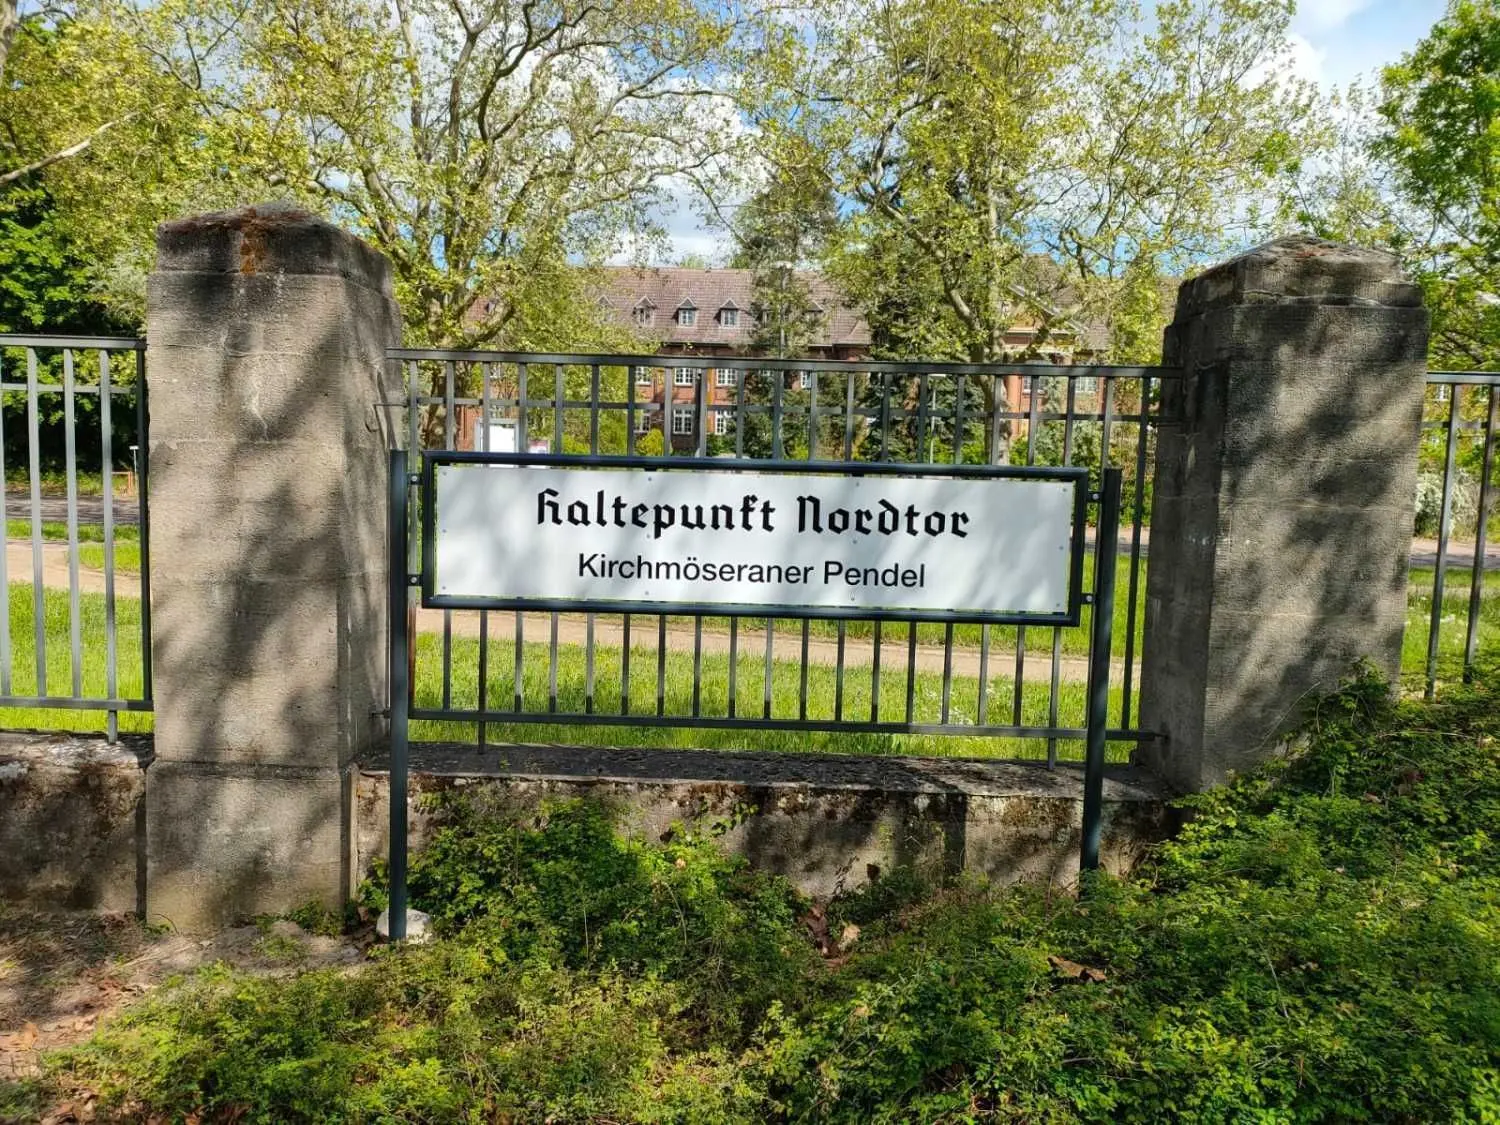 Haltepunkt Nordtor
Kirchmöseraner Pendel